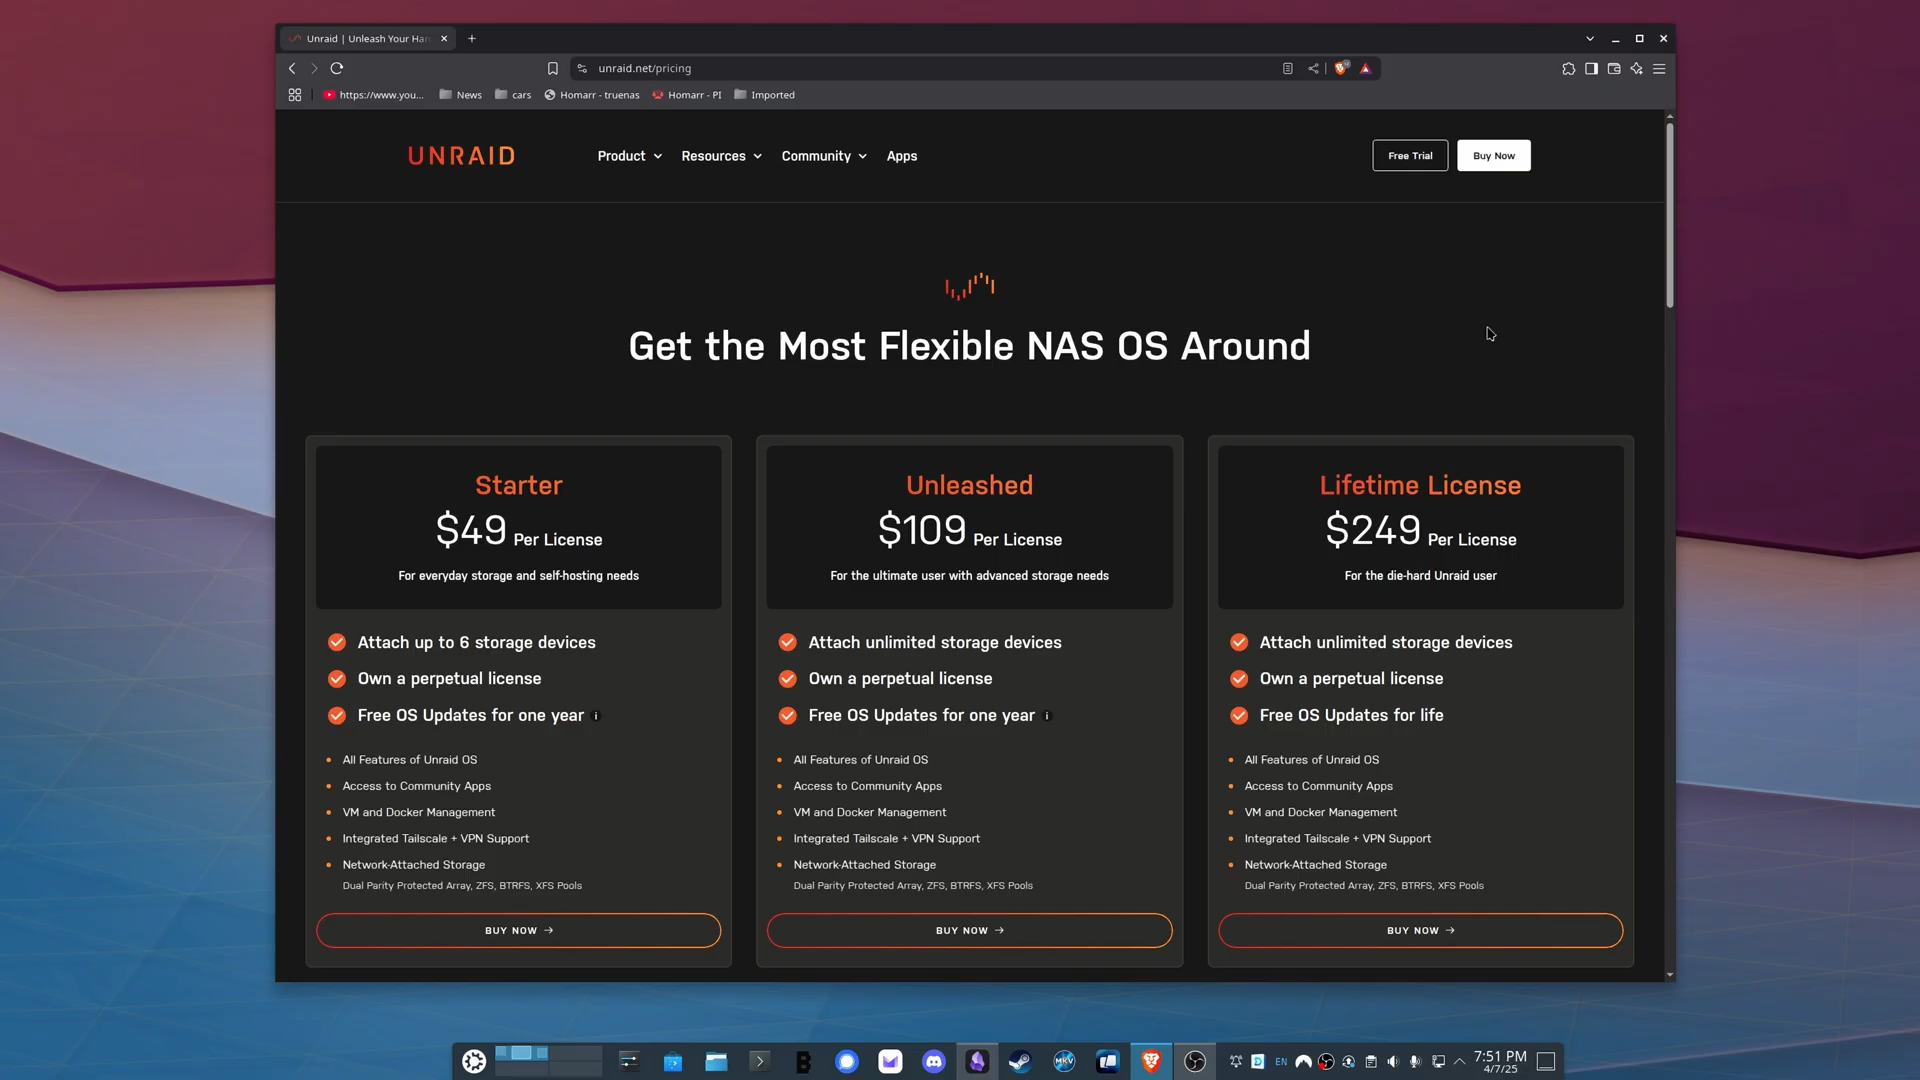 Unraid | Unleash Your Har
unraid.net/pricing
https://www.you...
News
cars
Homarr - truenas
Homarr - PI
Imported
UNRAID
Product
Resources
Community
Apps
Free Trial
Buy Now
Get the Most Flexible NAS OS Around
Starter
$49 Per License
For everyday storage and self-hosting needs
Attach up to 6 storage devices
Own a perpetual license
Free OS Updates for one year
All Features of Unraid OS
Access to Community Apps
VM and Docker Management
Integrated Tailscale + VPN Support
Network-Attached Storage
Dual Parity Protected Array, ZFS, BTRFS, XFS Pools
BUY NOW →
Unleashed
$109 Per License
For the ultimate user with advanced storage needs
Attach unlimited storage devices
Own a perpetual license
Free OS Updates for one year
All Features of Unraid OS
Access to Community Apps
VM and Docker Management
Integrated Tailscale + VPN Support
Network-Attached Storage
Dual Parity Protected Array, ZFS, BTRFS, XFS Pools
BUY NOW →
Lifetime License
$249 Per License
For the die-hard Unraid user
Attach unlimited storage devices
Own a perpetual license
Free OS Updates for life
All Features of Unraid OS
Access to Community Apps
VM and Docker Management
Integrated Tailscale + VPN Support
Network-Attached Storage
Dual Parity Protected Array, ZFS, BTRFS, XFS Pools
BUY NOW →
MKV
EN
7:51 PM
4/7/25